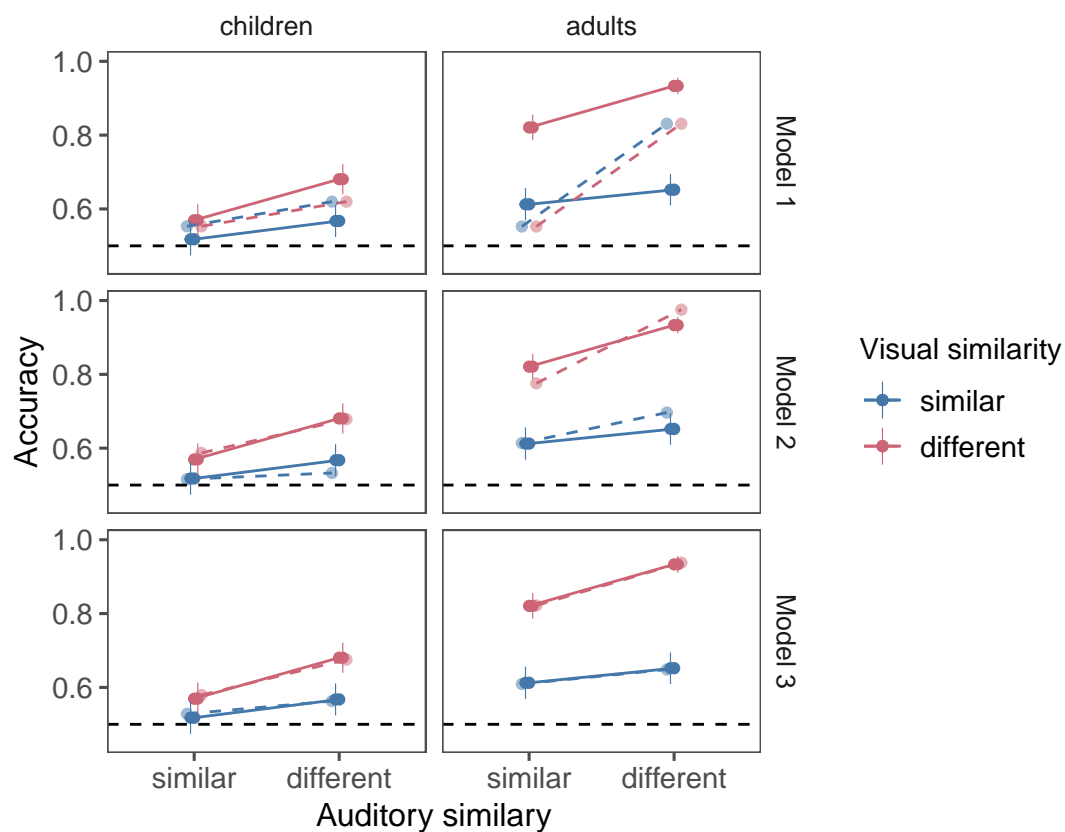 children
adults
1.0
0.8
0.6
Model 1
1.0
0.8
0.6
Model 2
1.0
0.8
0.6
Model 3
Accuracy
similar
different
similar
different
Auditory similary
Visual similarity
similar
different